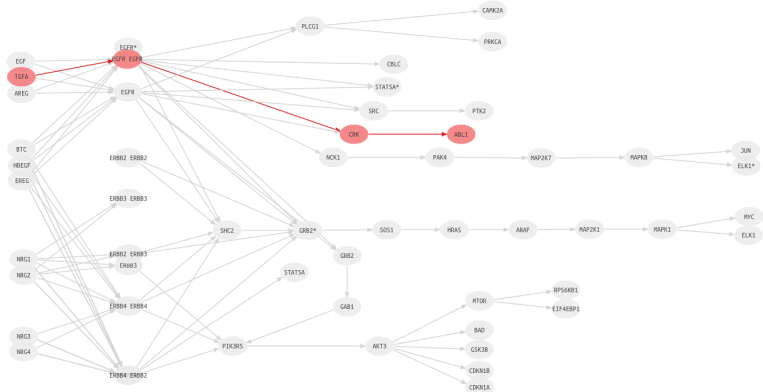 CAMK2A
PLCG1
PRKCA
EGFR*
EGF
EGFR EGFR
CBLC
TGFA
STAT5A*
AREG
EGFR
SRC
PTK2
CRK
ABL1
BTC
NCK1
PAK4
MAP2K7
MAPK8
JUN
ELK1*
HBEGF
ERBB2 ERBB2
EREG
ERBB3 ERBB3
MYC
SHC2
GRB2*
SOS1
HRAS
ARAF
MAP2K1
MAPK1
ELK1
NRG1
ERBB2 ERBB3
GRB2
ERBB3
NRG2
STAT5A
RPS6KB1
MTOR
ERBB4 ERBB4
GAB1
EIF4EBP1
NRG3
BAD
NRG4
PIK3R5
AKT3
GSK3B
CDKN1B
ERBB4 ERBB2
CDKN1A